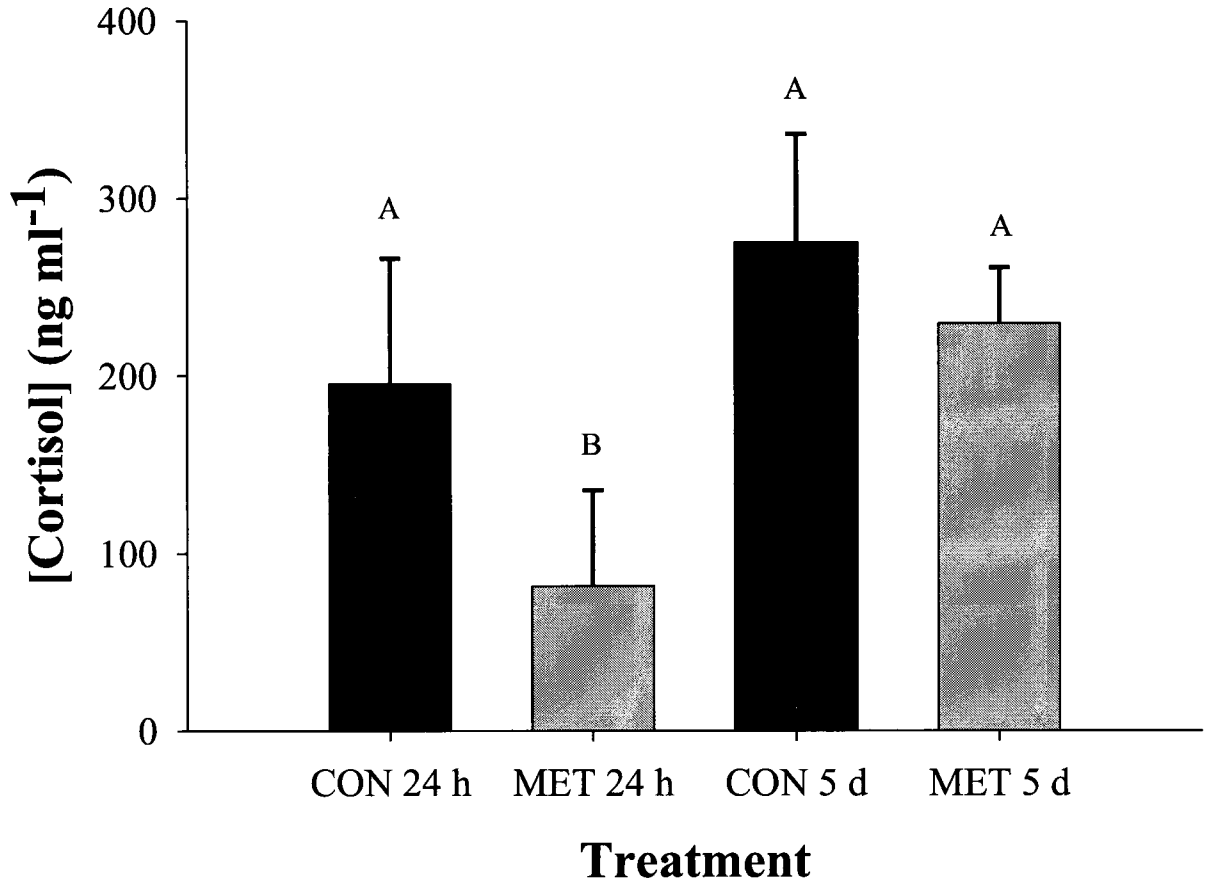 400
300
200
100
0
[Cortisol] (ng ml-1)
A
B
A
A
CON 24 h
MET 24 h
CON 5 d
MET 5 d
Treatment